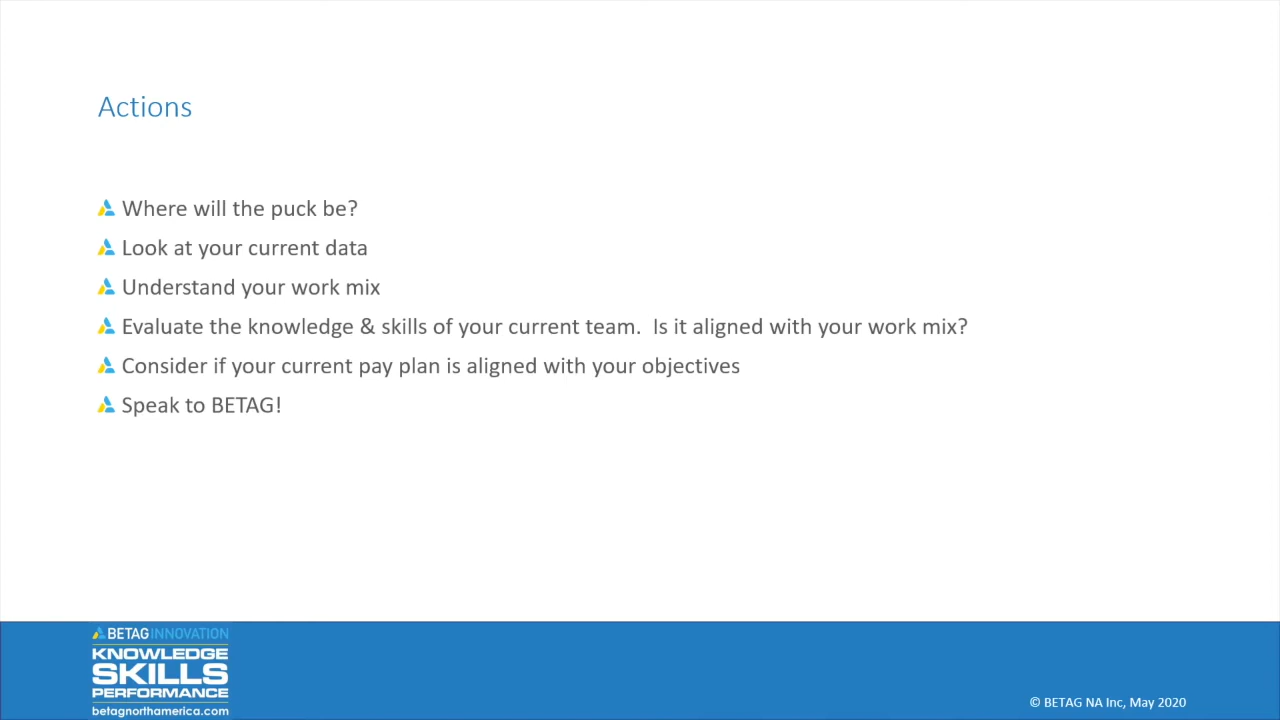 Actions
Where will the puck be?
Look at your current data
Understand your work mix
Evaluate the knowledge & skills of your current team.  Is it aligned with your work mix?
Consider if your current pay plan is aligned with your objectives
Speak to BETAG!
BETAG INNOVATION
KNOWLEDGE
SKILLS
PERFORMANCE
betagnorthamerica.com
© BETAG NA Inc, May 2020